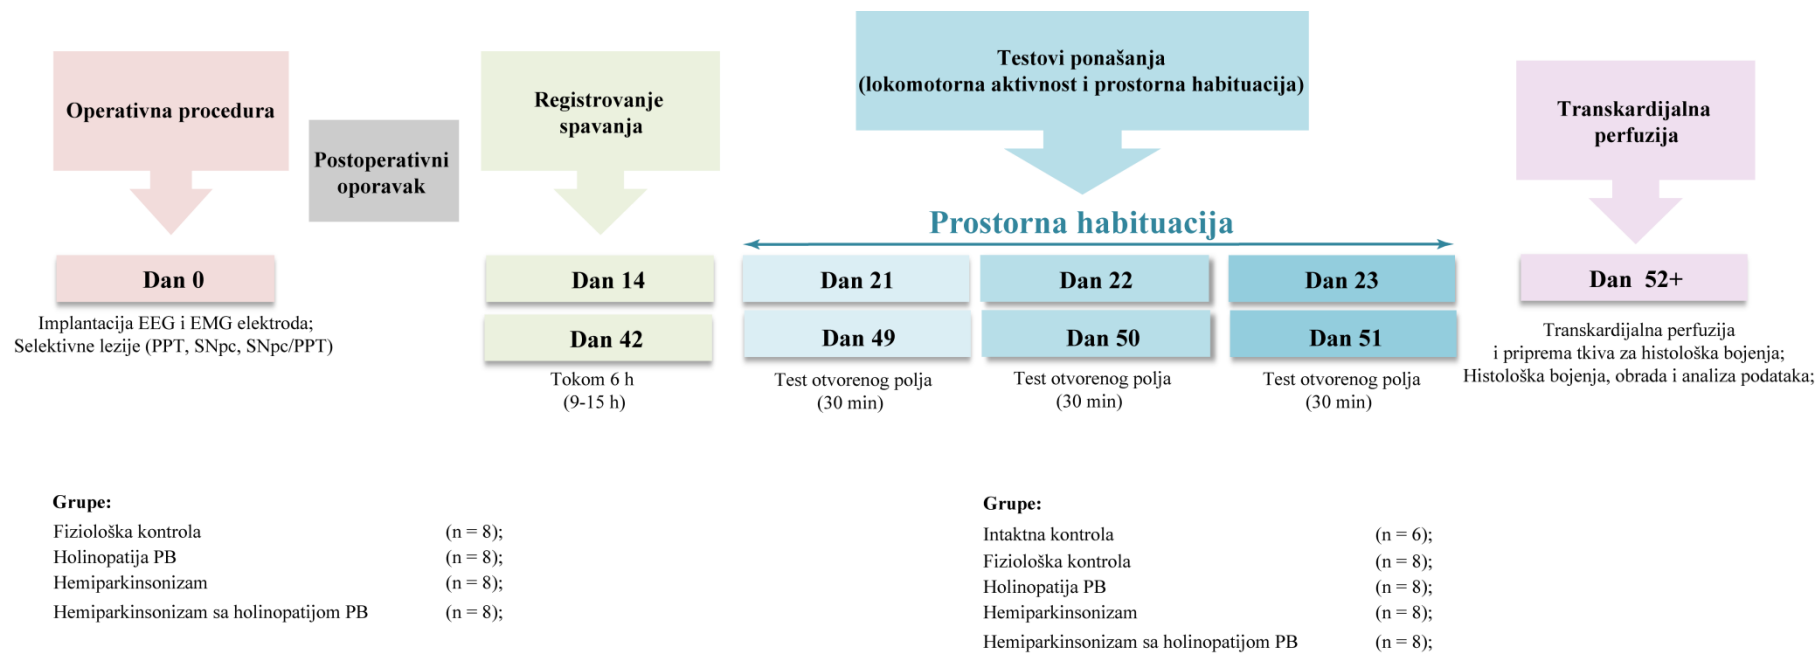 Operativna procedura
Postoperativni
oporavak
Registrovanje
spavanja
Testovi ponašanja
(lokomotorna aktivnost i prostorna habituacija)
Transkardijalna
perfuzija
Prostorna habituacija
Dan 0
Dan 14
Dan 21
Dan 22
Dan 23
Dan 52+
Implantacija EEG i EMG elektroda;
Selektivne lezije (PPT, SNpc, SNpc/PPT)
Dan 42
Dan 49
Dan 50
Dan 51
Transkardijalna perfuzija
i priprema tkiva za histološka bojenja;
Histološka bojenja, obrada i analiza podataka;
Tokom 6 h
(9-15 h)
Test otvorenog polja
(30 min)
Test otvorenog polja
(30 min)
Test otvorenog polja
(30 min)
Grupe:
Fiziološka kontrola (n = 8);
Holinopatija PB (n = 8);
Hemiparkinsonizam (n = 8);
Hemiparkinsonizam sa holinopatijom PB (n = 8);
Grupe:
Intaktna kontrola (n = 6);
Fiziološka kontrola (n = 8);
Holinopatija PB (n = 8);
Hemiparkinsonizam (n = 8);
Hemiparkinsonizam sa holinopatijom PB (n = 8);